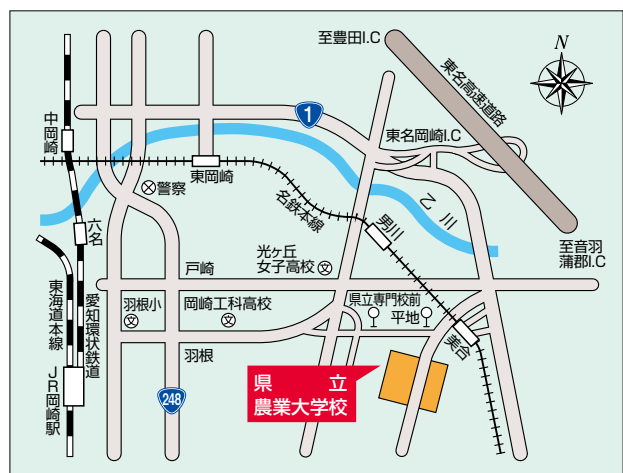 至豊田I.C
N
東名高速道路
1
中岡崎
東名岡崎I.C
東岡崎
警察
名鉄本線
乙川
男川
六名
光ヶ丘
女子高校
至音羽
蒲郡I.C
戸崎
東海道本線
愛知環状鉄道
羽根小
岡崎工科高校
県立専門校前
平地
美合
羽根
JR岡崎駅
248
県立
農業大学校